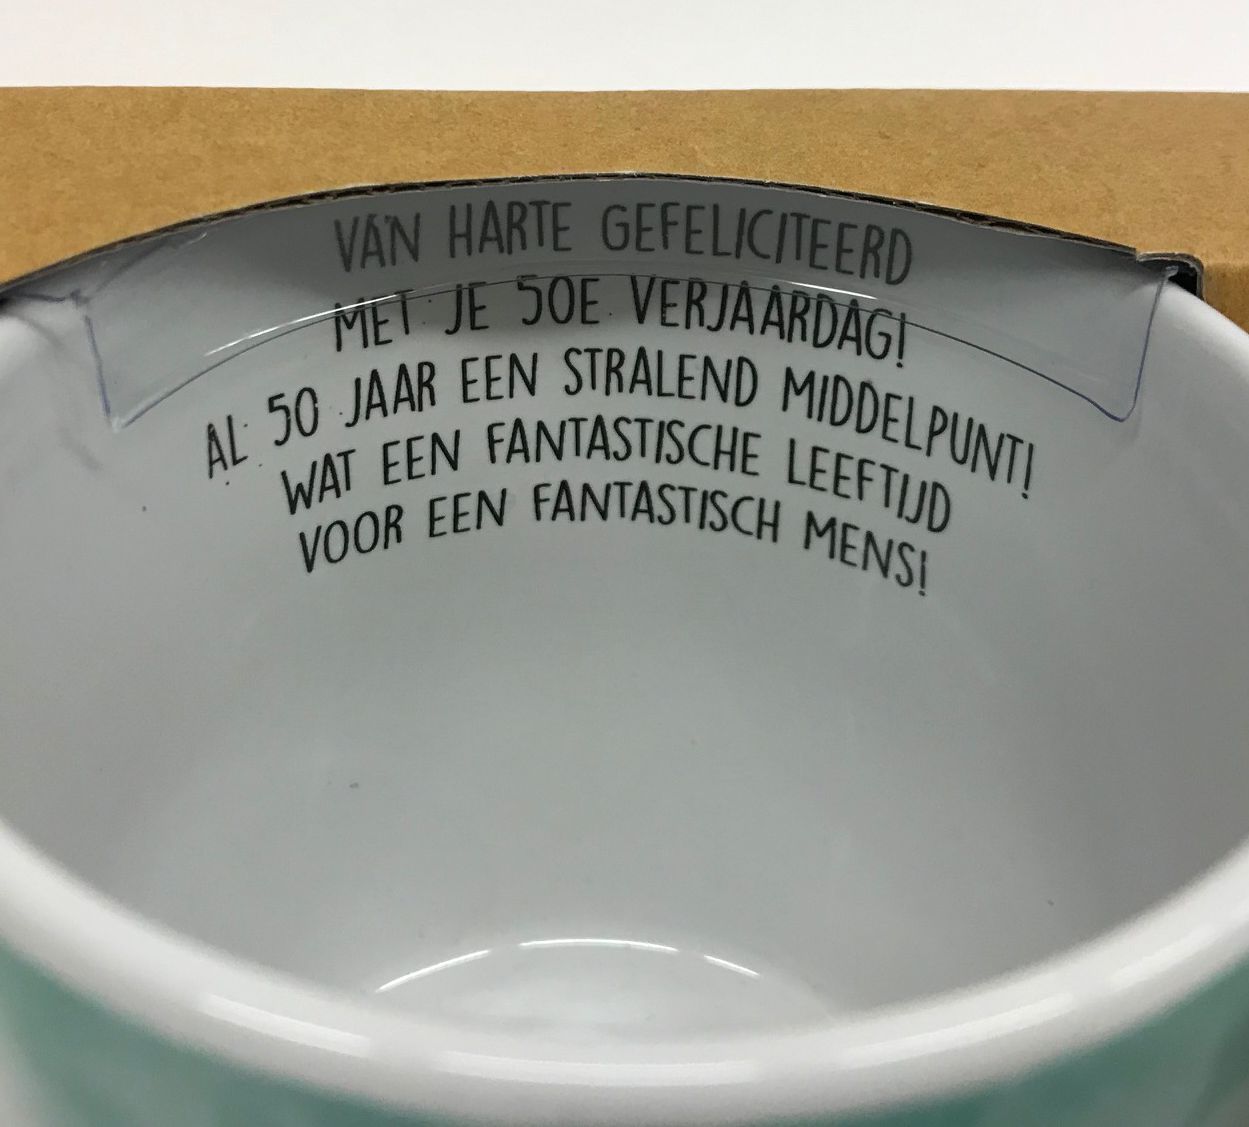 VAN HARTE GEFELICITEERD
MET JE 50E VERJAARDAG!
AL 50 JAAR EEN STRALEND MIDDELPUNT!
WAT EEN FANTASTISCHE LEEFTIJD
VOOR EEN FANTASTISCH MENS!